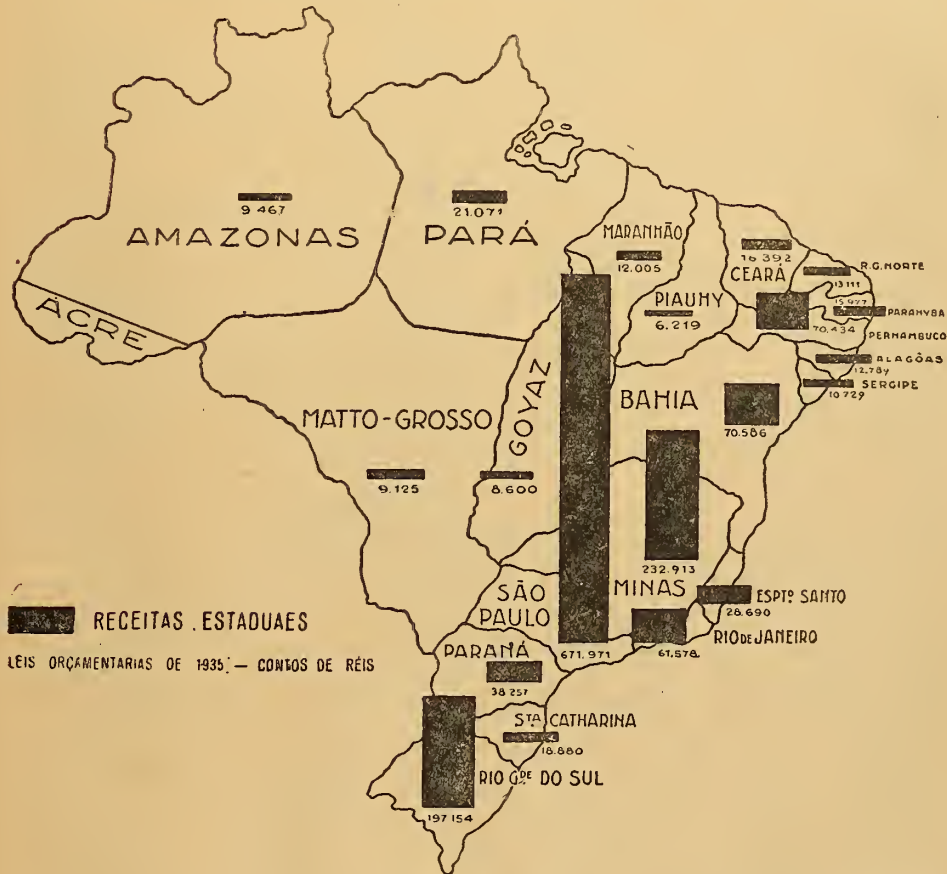 9 467
AMAZONAS
21.071
PARÁ
MARANHÃO
12.005
16 392
CEARÁ
R.G. NORTE
13 111
15.977
PARAHYBA
PIAUHY
6.219
70.434
PERNAMBUCO
ALAGÔAS
12.789
SERGIPE
10.729
ACRE
MATTO-GROSSO
9.125
GOYAZ
8.600
BAHIA
70.586
232.913
MINAS
ESPTº SANTO
28.690
RIO DE JANEIRO
61.578
SÃO
PAULO
671.971
PARANÁ
38 257
STA CATHARINA
18.880
RIO GDE DO SUL
197 154
RECEITAS ESTADUAES
LEIS ORÇAMENTARIAS DE 1935 — CONTOS DE RÉIS